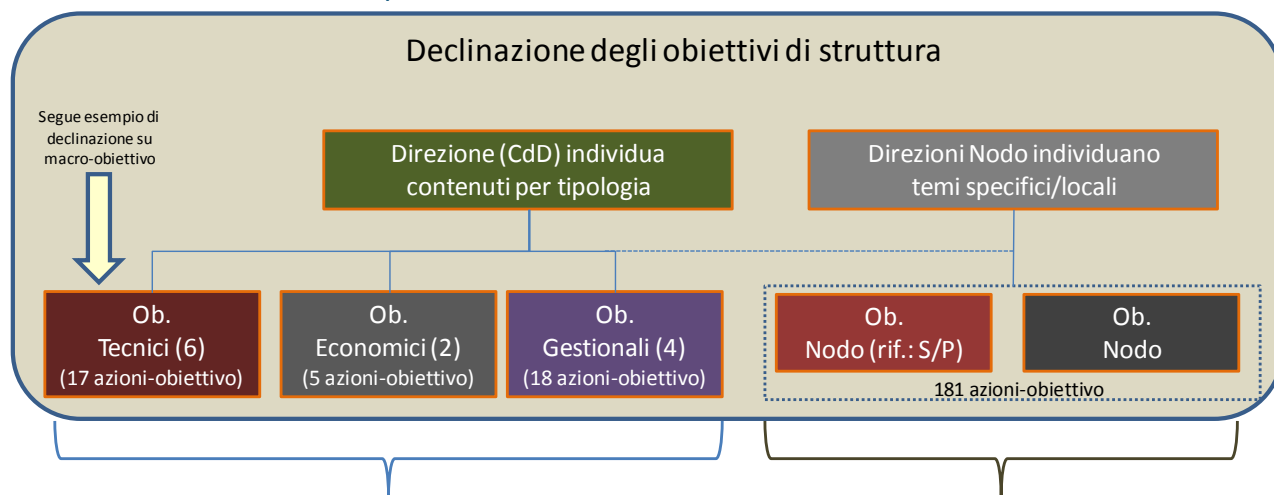 Declinazione degli obiettivi di struttura
Segue esempio di
declinazione su
macro-obiettivo
Direzione (CdD) individua
contenuti per tipologia
Direzioni Nodo individuano
temi specifici/locali
Ob.
Tecnici (6)
(17 azioni-obiettivo)
Ob.
Economici (2)
(5 azioni-obiettivo)
Ob.
Gestionali (4)
(18 azioni-obiettivo)
Ob.
Nodo (rif.: S/P)
Ob.
Nodo
181 azioni-obiettivo